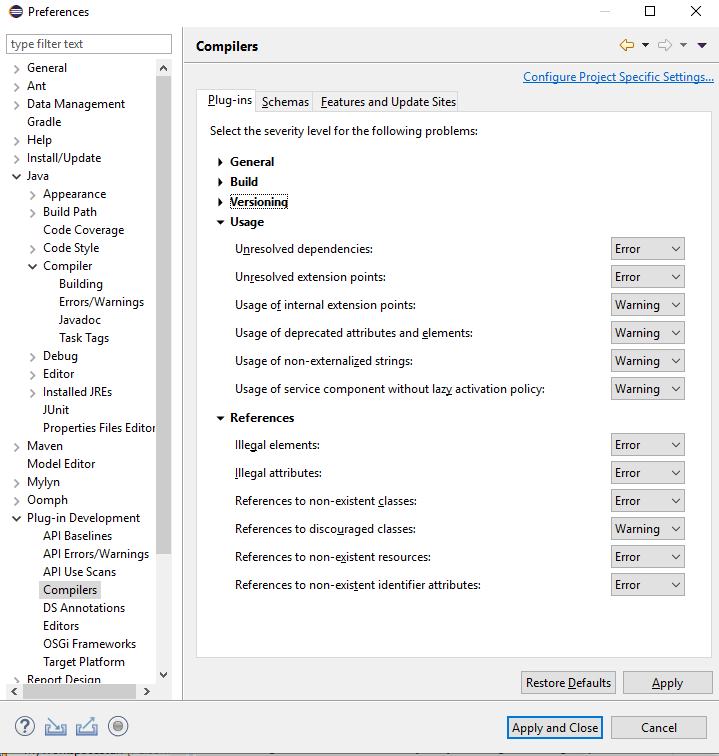 Preferences
type filter text
General
Ant
Data Management
Gradle
Help
Install/Update
Java
Appearance
Build Path
Code Coverage
Code Style
Compiler
Building
Errors/Warnings
Javadoc
Task Tags
Debug
Editor
Installed JREs
JUnit
Properties Files Editor
Maven
Model Editor
Mylyn
Oomph
Plug-in Development
API Baselines
API Errors/Warnings
API Use Scans
Compilers
DS Annotations
Editors
OSGi Frameworks
Target Platform
Report Design
Compilers
Configure Project Specific Settings...
Plug-ins Schemas Features and Update Sites
Select the severity level for the following problems:
General
Build
Versioning
Usage
Unresolved dependencies: Error
Unresolved extension points: Error
Usage of internal extension points: Warning
Usage of deprecated attributes and elements: Warning
Usage of non-externalized strings: Warning
Usage of service component without lazy activation policy: Warning
References
Illegal elements: Error
Illegal attributes: Error
References to non-existent classes: Error
References to discouraged classes: Warning
References to non-existent resources: Error
References to non-existent identifier attributes: Error
Restore Defaults Apply
Apply and Close Cancel